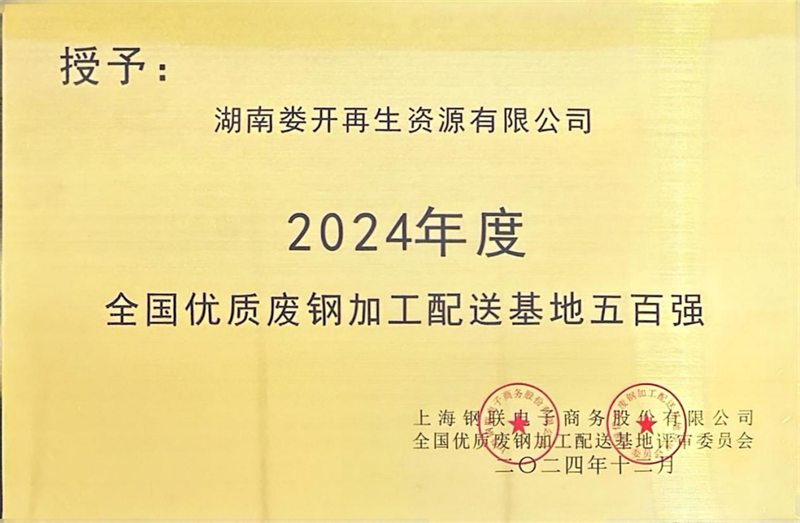 授予：
湖南娄开再生资源有限公司
2024年度
全国优质废钢加工配送基地五百强
上海钢联电子商务股份有限公司
全国优质废钢加工配送基地评审委员会
二〇二四年十二月